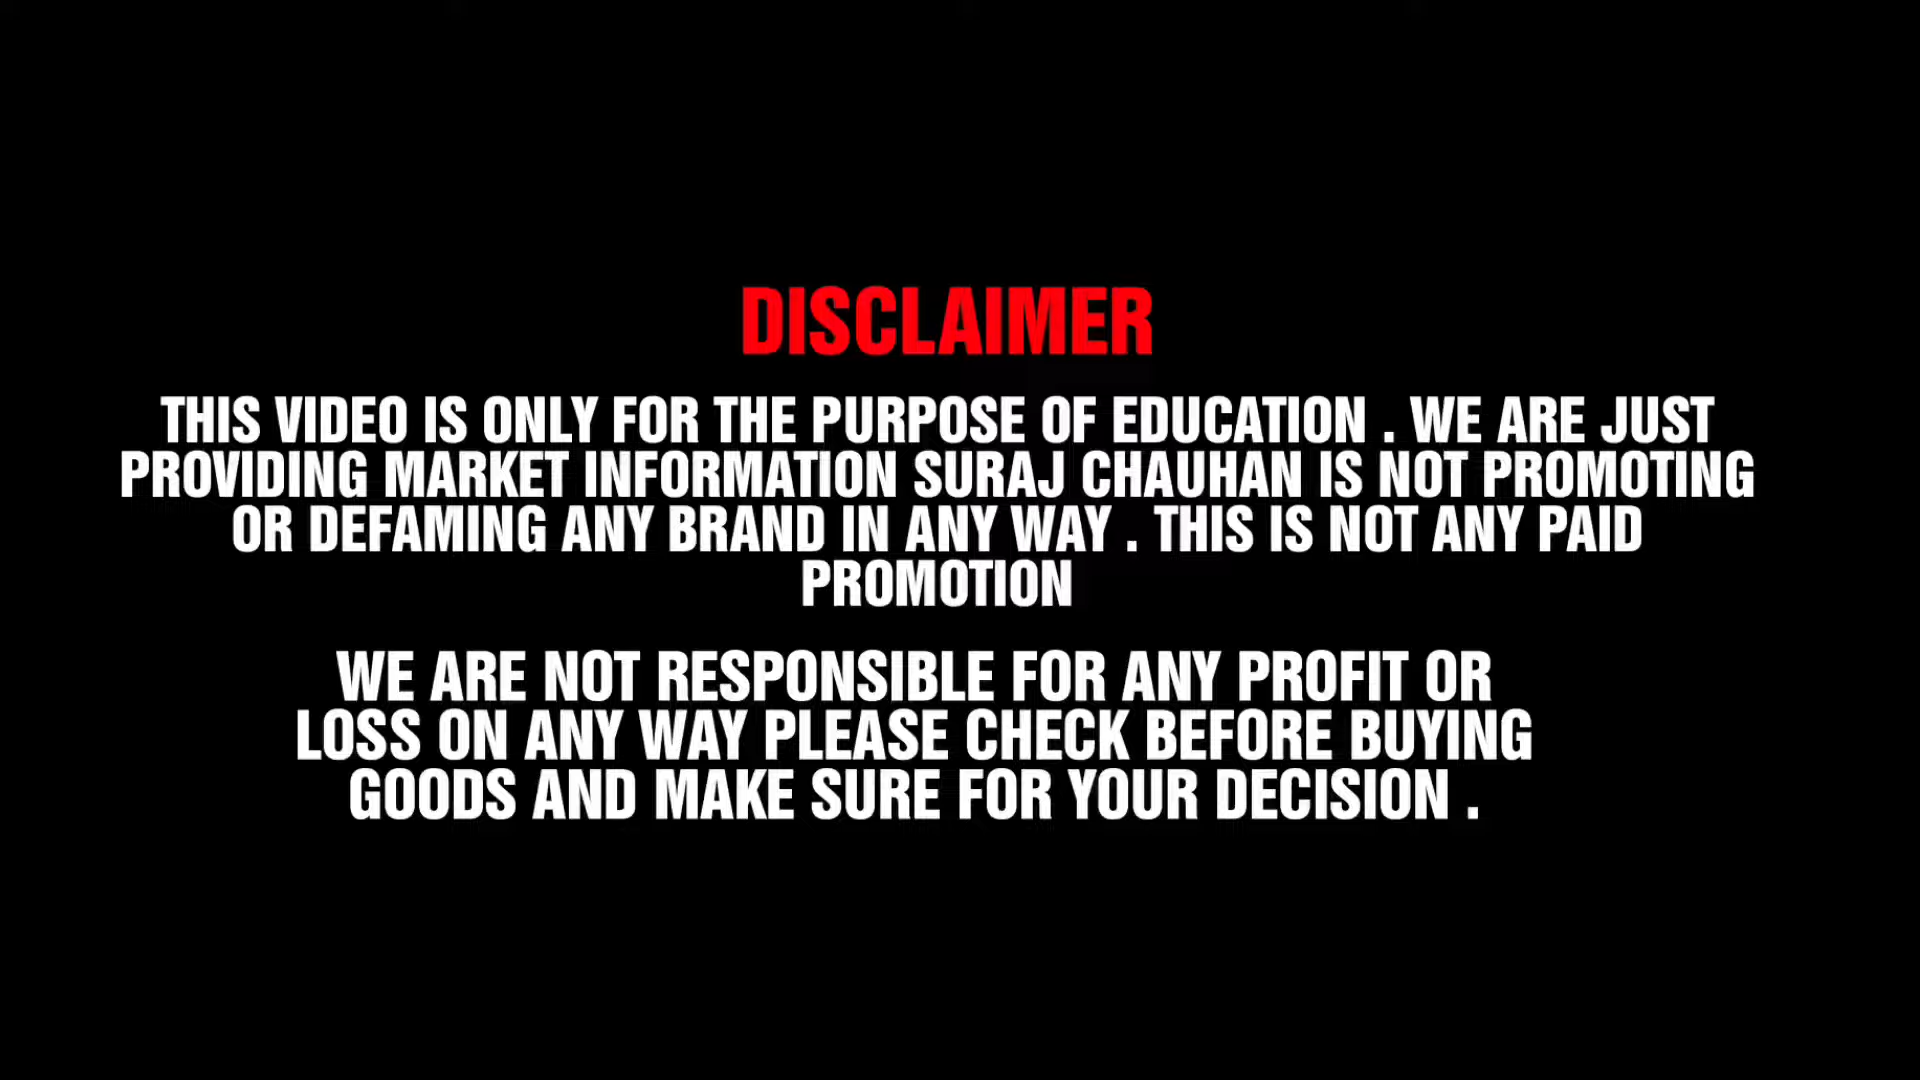 DISCLAIMER
THIS VIDEO IS ONLY FOR THE PURPOSE OF EDUCATION . WE ARE JUST
PROVIDING MARKET INFORMATION SURAJ CHAUHAN IS NOT PROMOTING
OR DEFAMING ANY BRAND IN ANY WAY . THIS IS NOT ANY PAID
PROMOTION
WE ARE NOT RESPONSIBLE FOR ANY PROFIT OR
LOSS ON ANY WAY PLEASE CHECK BEFORE BUYING
GOODS AND MAKE SURE FOR YOUR DECISION .